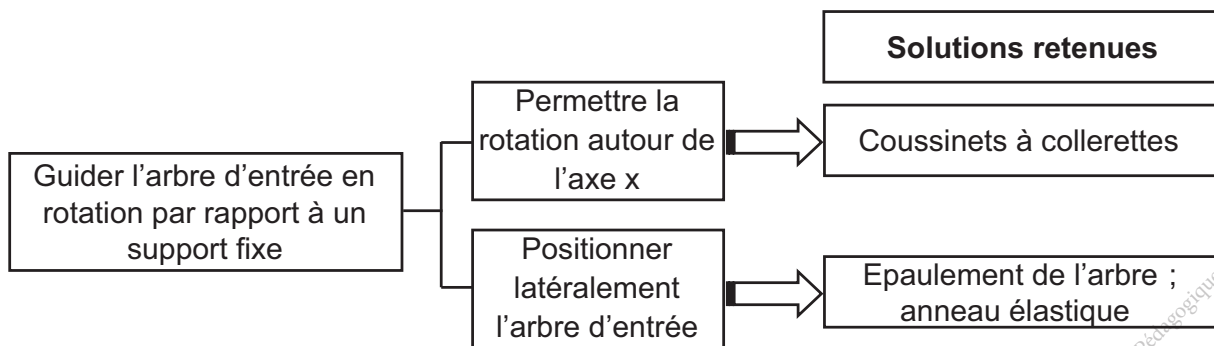 Solutions retenues
Permettre la
rotation autour de
l’axe x
Coussinets à collerettes
Guider l’arbre d’entrée en
rotation par rapport à un
support fixe
Positionner
latéralement
l’arbre d’entrée
Epaulement de l’arbre ;
anneau élastique
Pédagogique